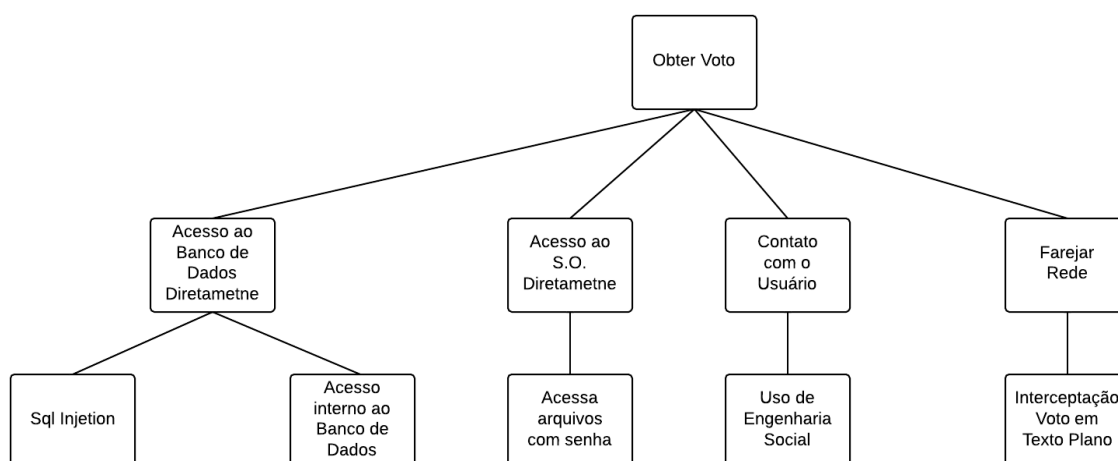 Obter Voto
Acesso ao
Banco de
Dados
Diretametne
Acesso ao
S.O.
Diretametne
Contato
com o
Usuário
Farejar
Rede
Sql Injetion
Acesso
interno ao
Banco de
Dados
Acessa
arquivos
com senha
Uso de
Engenharia
Social
Interceptação
Voto em
Texto Plano